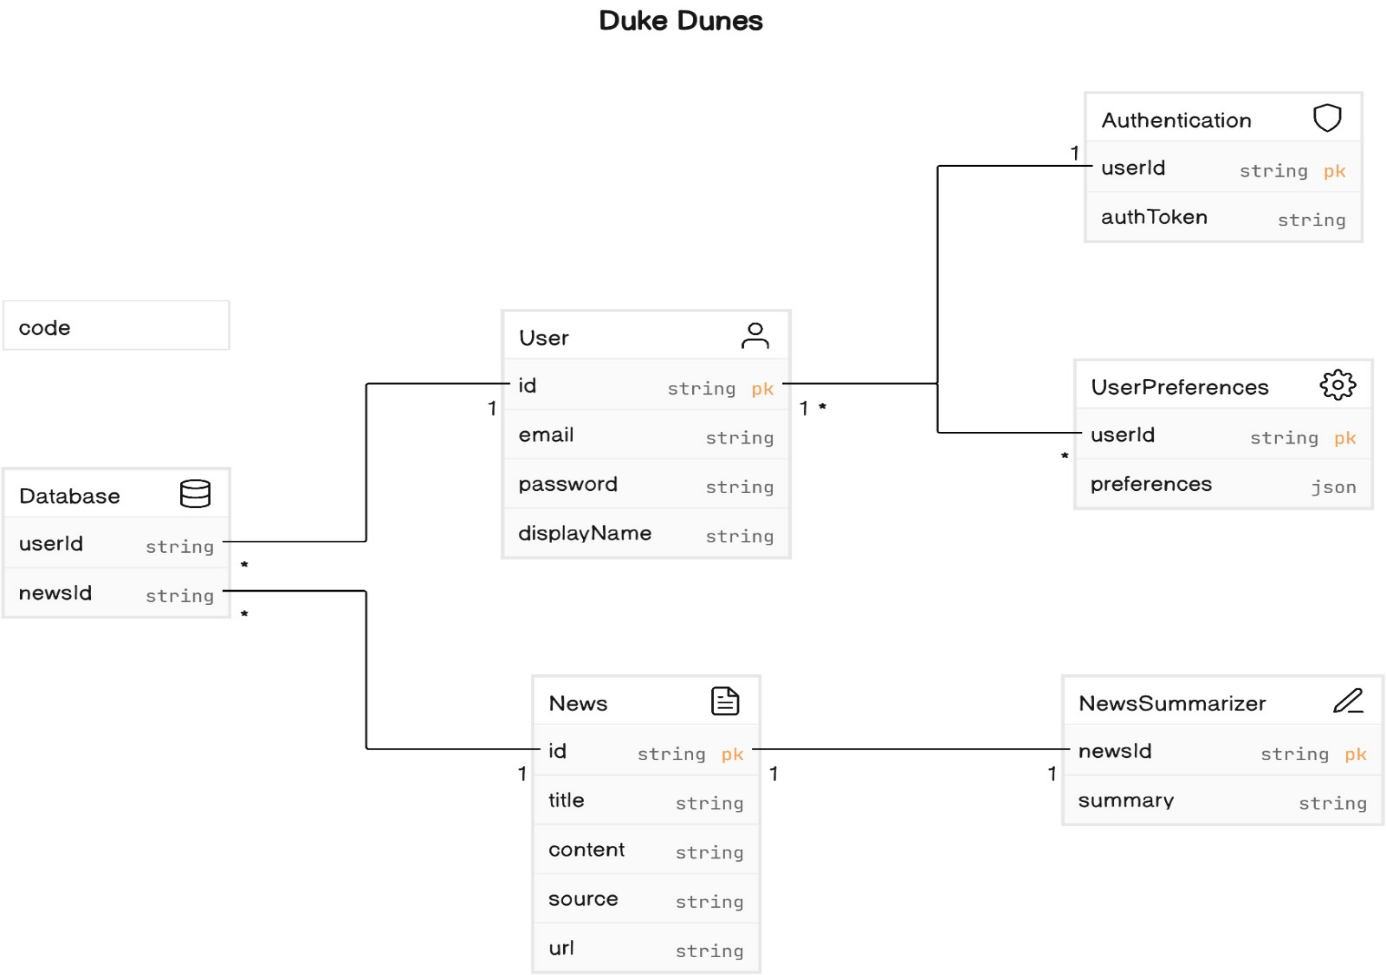 Duke Dunes
Authentication
1
userId string pk
authToken string
code
User
id string pk
1
1 *
email string
password string
displayName string
UserPreferences
userId string pk
*
preferences json
Database
userId string
*
newsId string
*
News
id string pk
1
1
title string
content string
source string
url string
NewsSummarizer
newsId string pk
1
summary string